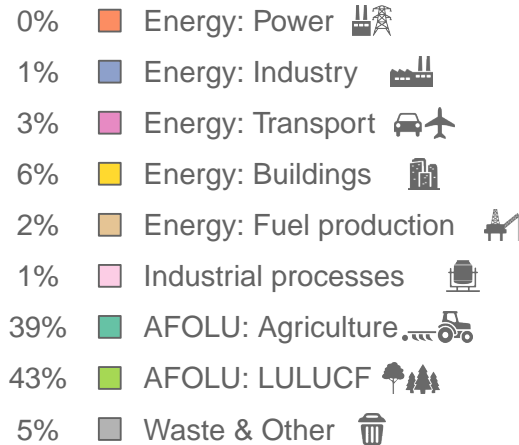 0% Energy: Power
1% Energy: Industry
3% Energy: Transport
6% Energy: Buildings
2% Energy: Fuel production
1% Industrial processes
39% AFOLU: Agriculture
43% AFOLU: LULUCF
5% Waste & Other